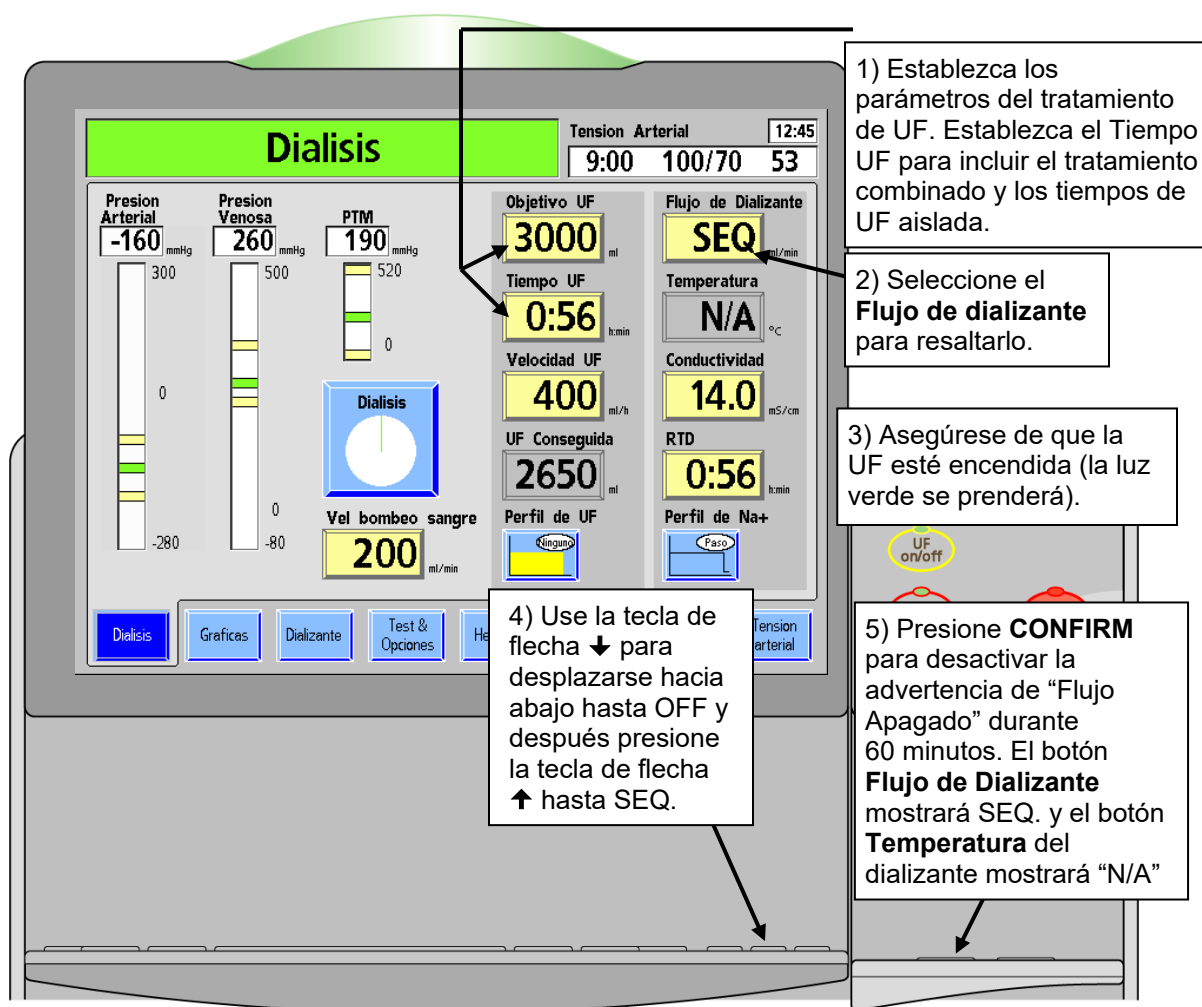 Dialisis
Tension Arterial
12:45
9:00 100/70 53
Presion
Arterial
-160 mmHg
300
0
-280
Presion
Venosa
260 mmHg
500
0
-80
PTM
190 mmHg
520
0
Dialisis
Vel bombeo sangre
200 ml/min
Objetivo UF
3000 ml
Tiempo UF
0:56 h:min
Velocidad UF
400 ml/h
UF Conseguida
2650 ml
Perfil de UF
Ninguno
Flujo de Dializante
SEQ ml/min
Temperatura
N/A °C
Conductividad
14.0 mS/cm
RTD
0:56 h:min
Perfil de Na+
Paso
Dialisis
Graficas
Dializante
Test &
Opciones
He
Tension
arterial
1) Establezca los
parámetros del tratamiento
de UF. Establezca el Tiempo
UF para incluir el tratamiento
combinado y los tiempos de
UF aislada.
2) Seleccione el
Flujo de dializante
para resaltarlo.
3) Asegúrese de que la
UF esté encendida (la luz
verde se prenderá).
UF
on/off
4) Use la tecla de
flecha ↓ para
desplazarse hacia
abajo hasta OFF y
después presione
la tecla de flecha
↑ hasta SEQ.
5) Presione CONFIRM
para desactivar la
advertencia de “Flujo
Apagado” durante
60 minutos. El botón
Flujo de Dializante
mostrará SEQ. y el botón
Temperatura del
dializante mostrará “N/A”